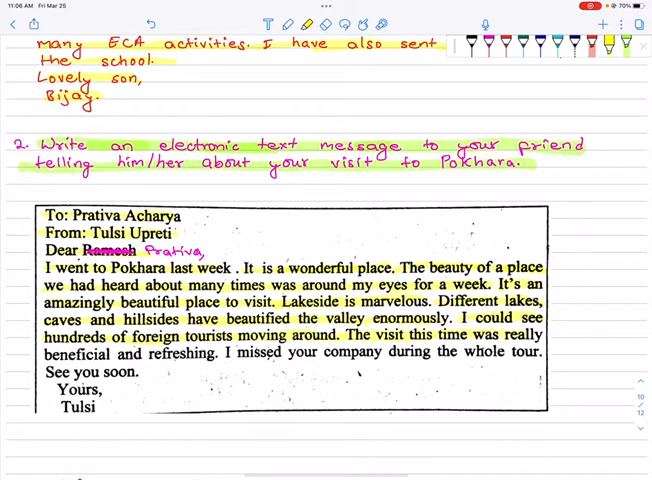 11:06 AM Fri Mar 25
70%
many ECA activities. I have also sent
the school.
Lovely son,
Bijay.
2. Write an electronic text message to your friend
telling him/her about your visit to Pokhara.
To: Prativa Acharya
From: Tulsi Upreti
Dear Ramesh Prativa,
I went to Pokhara last week . It is a wonderful place. The beauty of a place
we had heard about many times was around my eyes for a week. It's an
amazingly beautiful place to visit. Lakeside is marvelous. Different lakes,
caves and hillsides have beautified the valley enormously. I could see
hundreds of foreign tourists moving around. The visit this time was really
beneficial and refreshing. I missed your company during the whole tour.
See you soon.
Yours,
Tulsi
10
12